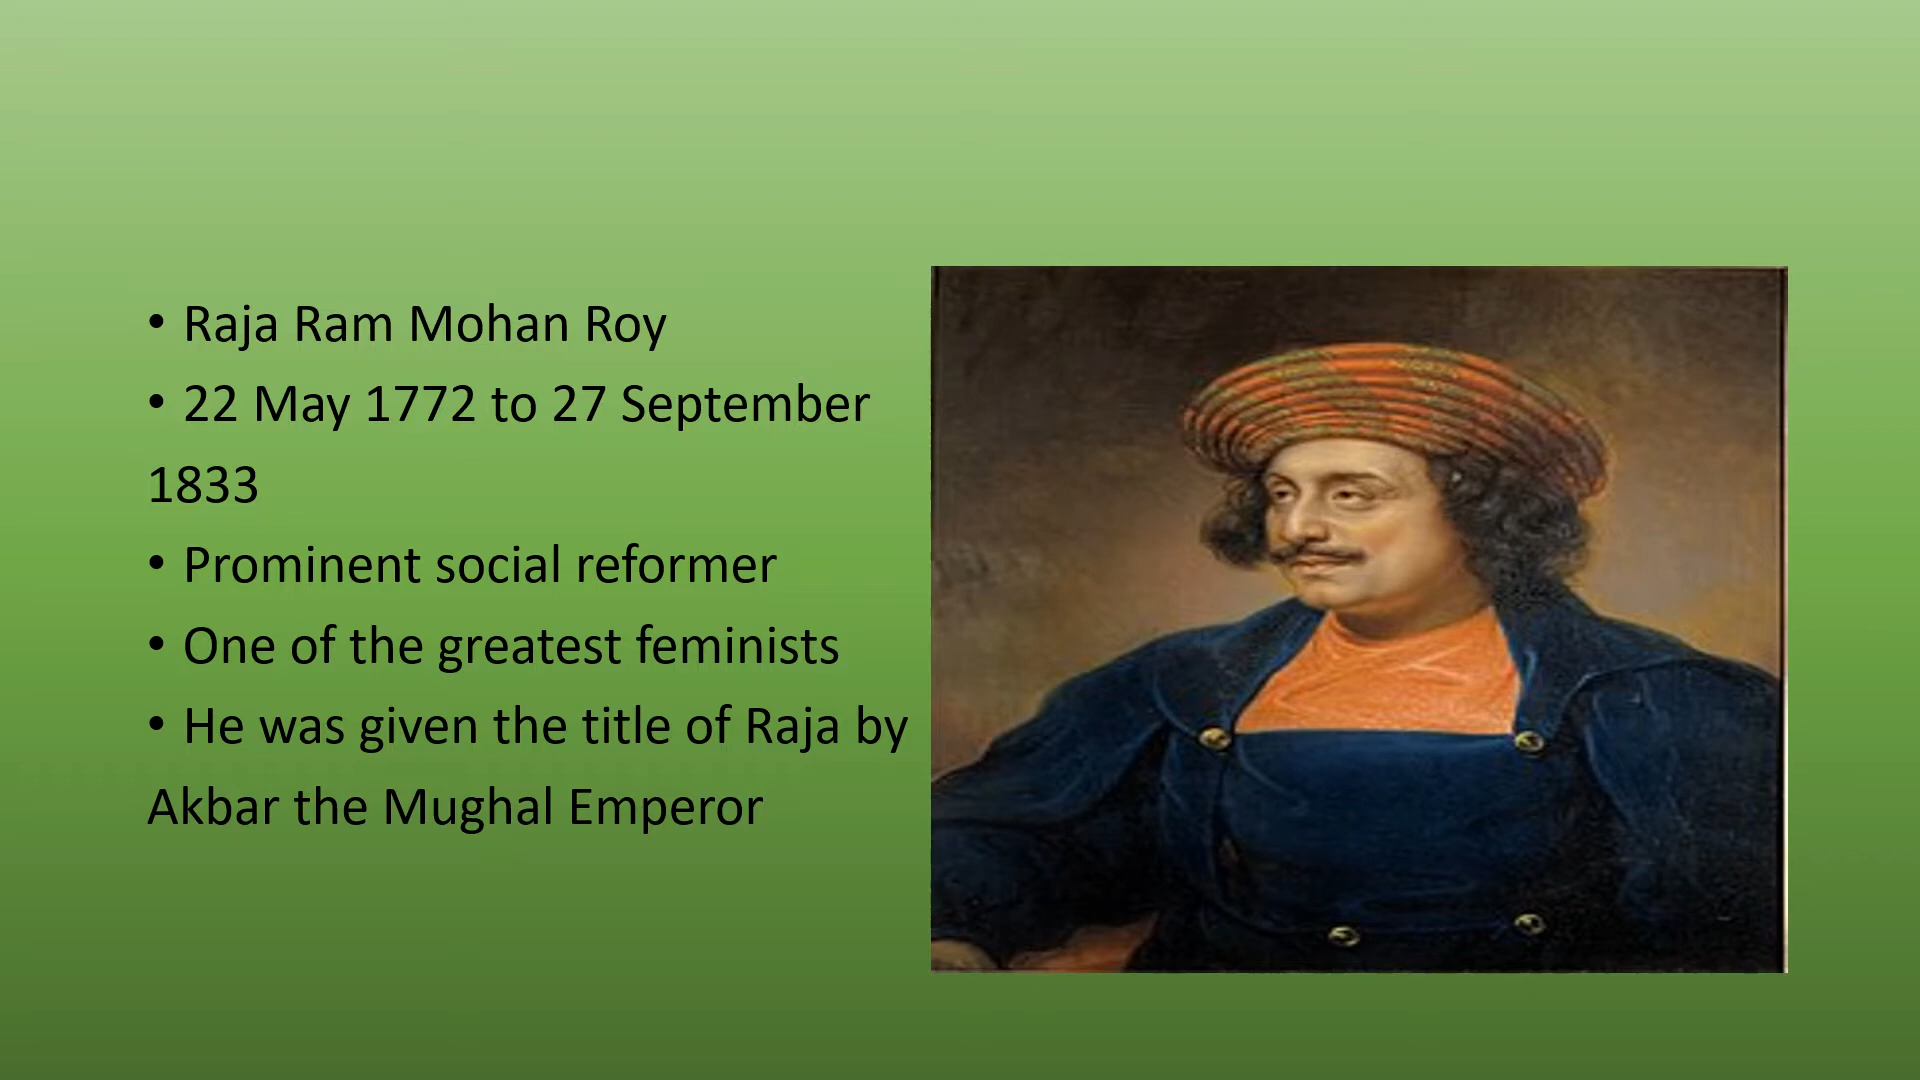 • Raja Ram Mohan Roy
• 22 May 1772 to 27 September
1833
• Prominent social reformer
• One of the greatest feminists
• He was given the title of Raja by
Akbar the Mughal Emperor